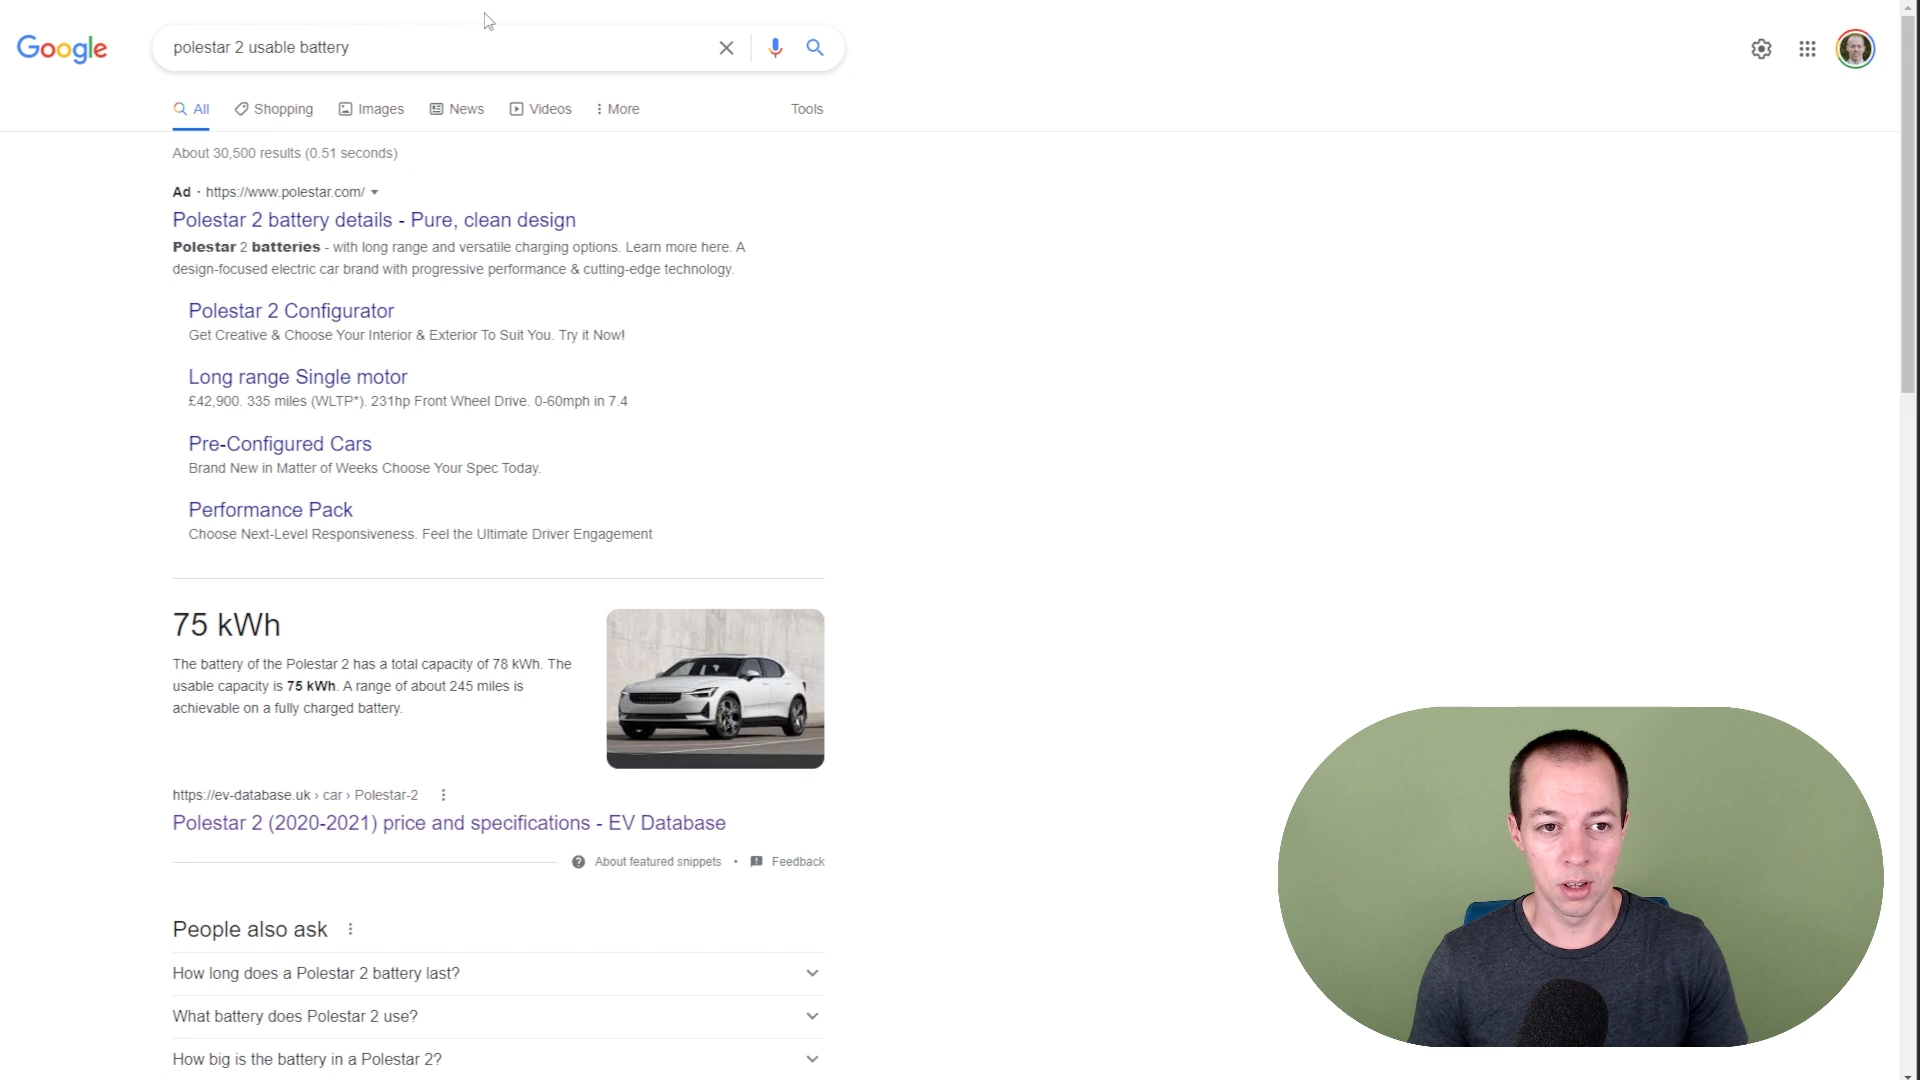 Google
polestar 2 usable battery
All Shopping Images News Videos More Tools
About 30,500 results (0.51 seconds)
Ad · https://www.polestar.com/
Polestar 2 battery details - Pure, clean design
Polestar 2 batteries - with long range and versatile charging options. Learn more here. A
design-focused electric car brand with progressive performance & cutting-edge technology.
Polestar 2 Configurator
Get Creative & Choose Your Interior & Exterior To Suit You. Try it Now!
Long range Single motor
£42,900. 335 miles (WLTP*). 231hp Front Wheel Drive. 0-60mph in 7.4
Pre-Configured Cars
Brand New in Matter of Weeks Choose Your Spec Today.
Performance Pack
Choose Next-Level Responsiveness. Feel the Ultimate Driver Engagement
75 kWh
The battery of the Polestar 2 has a total capacity of 78 kWh. The
usable capacity is 75 kWh. A range of about 245 miles is
achievable on a fully charged battery.
https://ev-database.uk › car › Polestar-2
Polestar 2 (2020-2021) price and specifications - EV Database
About featured snippets • Feedback
People also ask
How long does a Polestar 2 battery last?
What battery does Polestar 2 use?
How big is the battery in a Polestar 2?